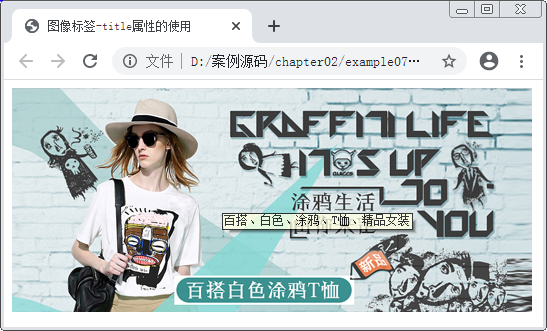 图像标签-title属性的使用
文件 | D:/案例源码/chapter02/example07…
GRAFFITI LIFE
IT'S UP
TO
YOU
涂鸦生活
百搭、白色、涂鸦、T恤、精品女装
新品
百搭白色涂鸦T恤